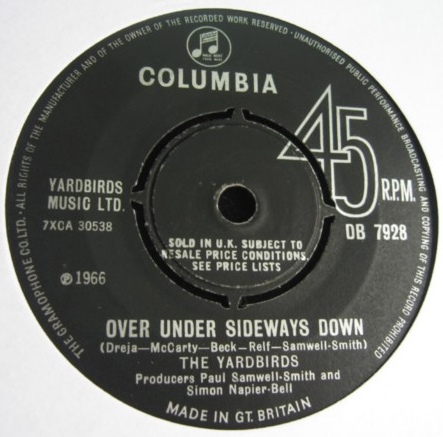 ALL RIGHTS OF THE MANUFACTURER AND OF THE OWNER OF THE RECORDED WORK RESERVED · UNAUTHORISED PUBLIC PERFORMANCE BROADCASTING AND COPYING OF THIS RECORD PROHIBITED
THE GRAMOPHONE CO. LTD. ·
COLUMBIA
45
R.P.M.
YARDBIRDS
MUSIC LTD.
7XCA 30538
DB 7928
SOLD IN U.K. SUBJECT TO
RESALE PRICE CONDITIONS,
SEE PRICE LISTS
℗ 1966
OVER UNDER SIDEWAYS DOWN
(Dreja—McCarty—Beck—Relf—Samwell-Smith)
THE YARDBIRDS
Producers Paul Samwell-Smith and
Simon Napier-Bell
MADE IN GT. BRITAIN